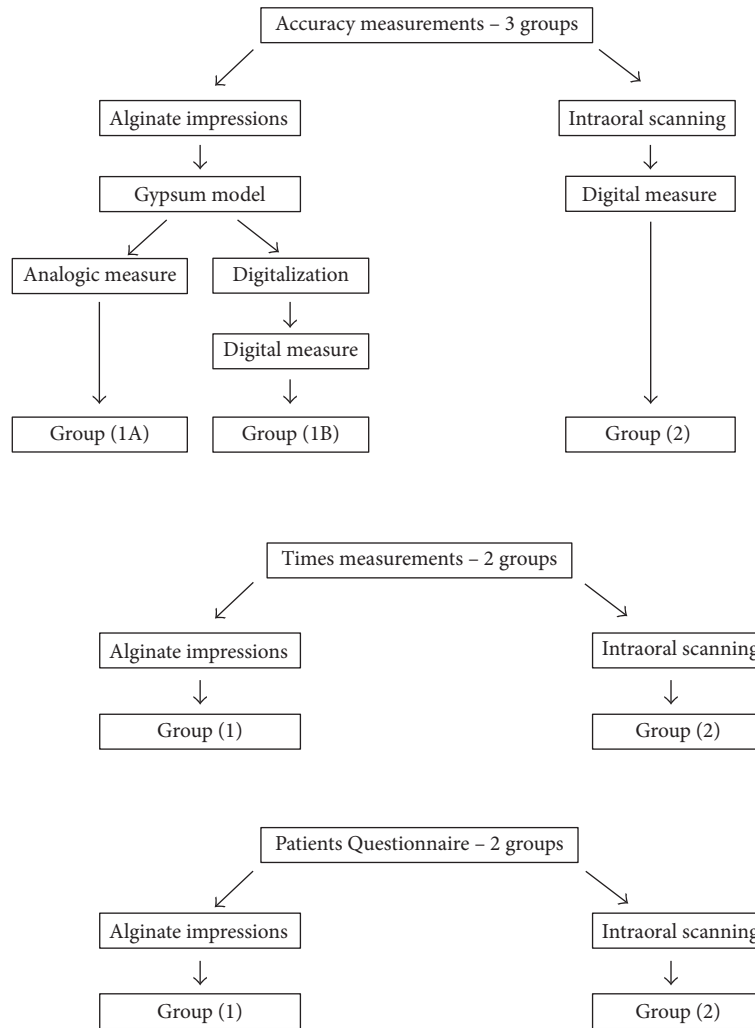 Accuracy measurements – 3 groups
Alginate impressions
Intraoral scanning
Gypsum model
Digital measure
Analogic measure
Digitalization
Digital measure
Group (1A)
Group (1B)
Group (2)
Times measurements – 2 groups
Alginate impressions
Intraoral scanning
Group (1)
Group (2)
Patients Questionnaire – 2 groups
Alginate impressions
Intraoral scanning
Group (1)
Group (2)